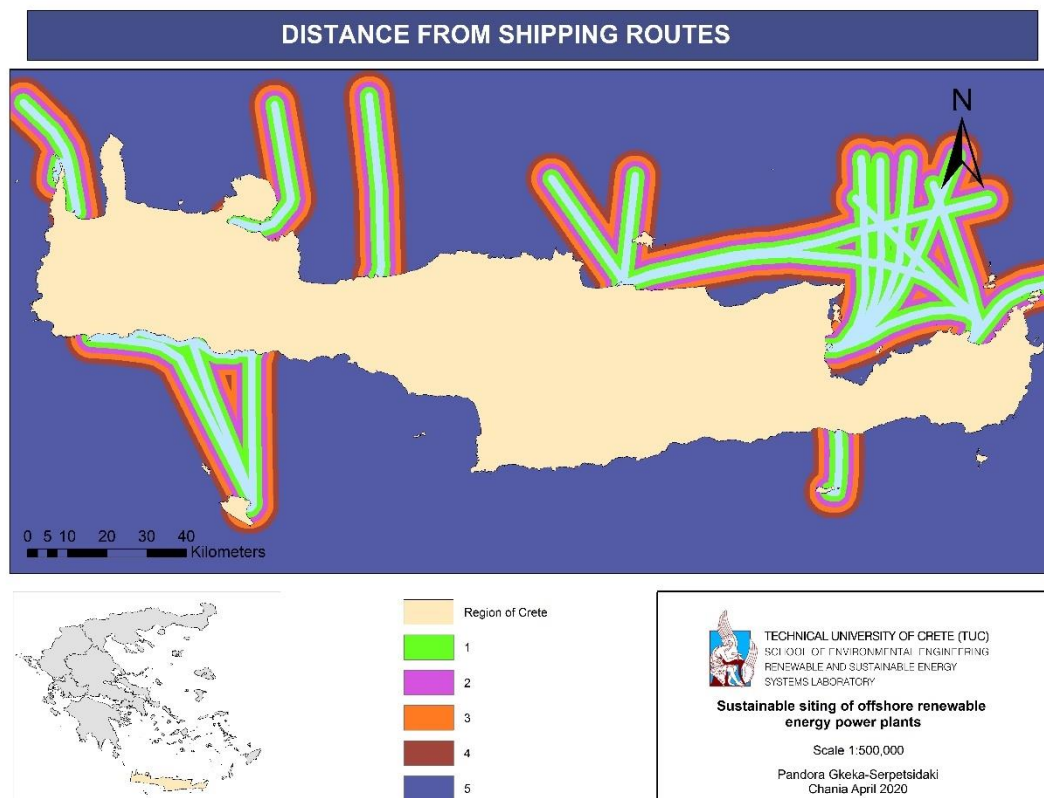 DISTANCE FROM SHIPPING ROUTES
N
0 5 10 20 30 40
Kilometers
Region of Crete
1
2
3
4
5
TECHNICAL UNIVERSITY OF CRETE (TUC)
SCHOOL OF ENVIRONMENTAL ENGINEERING
RENEWABLE AND SUSTAINABLE ENERGY
SYSTEMS LABORATORY
Sustainable siting of offshore renewable
energy power plants
Scale 1:500,000
Pandora Gkeka-Serpetsidaki
Chania April 2020